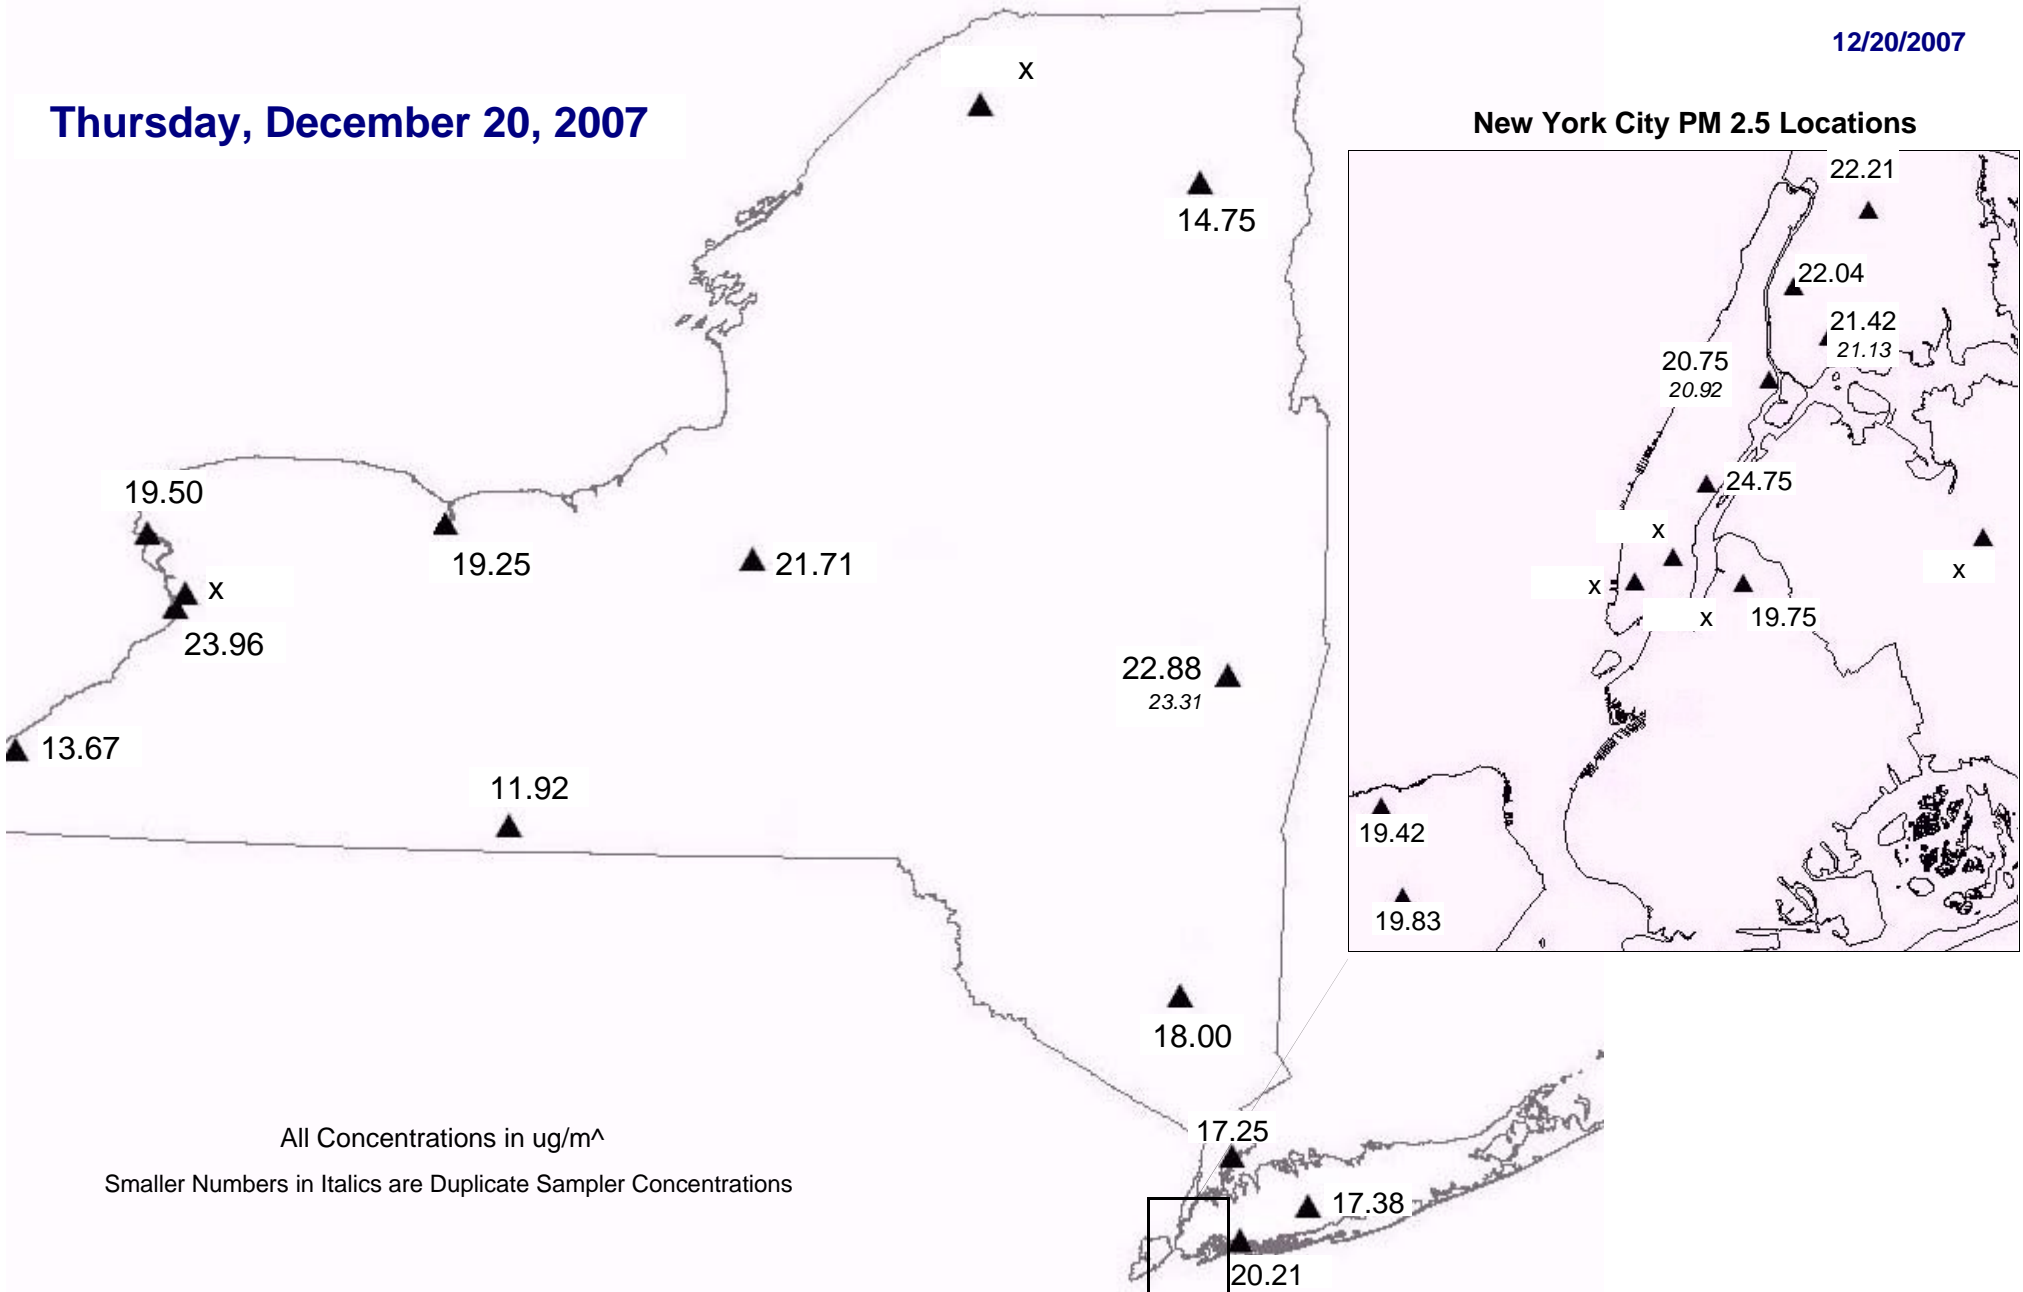 12/20/2007
Thursday, December 20, 2007
x
14.75
19.50
19.25
21.71
x
23.96
22.88
23.31
13.67
11.92
18.00
17.25
17.38
20.21
All Concentrations in ug/m^
Smaller Numbers in Italics are Duplicate Sampler Concentrations
New York City PM 2.5 Locations
22.21
22.04
21.42
21.13
20.75
20.92
24.75
x
x
x
x
19.75
19.42
19.83